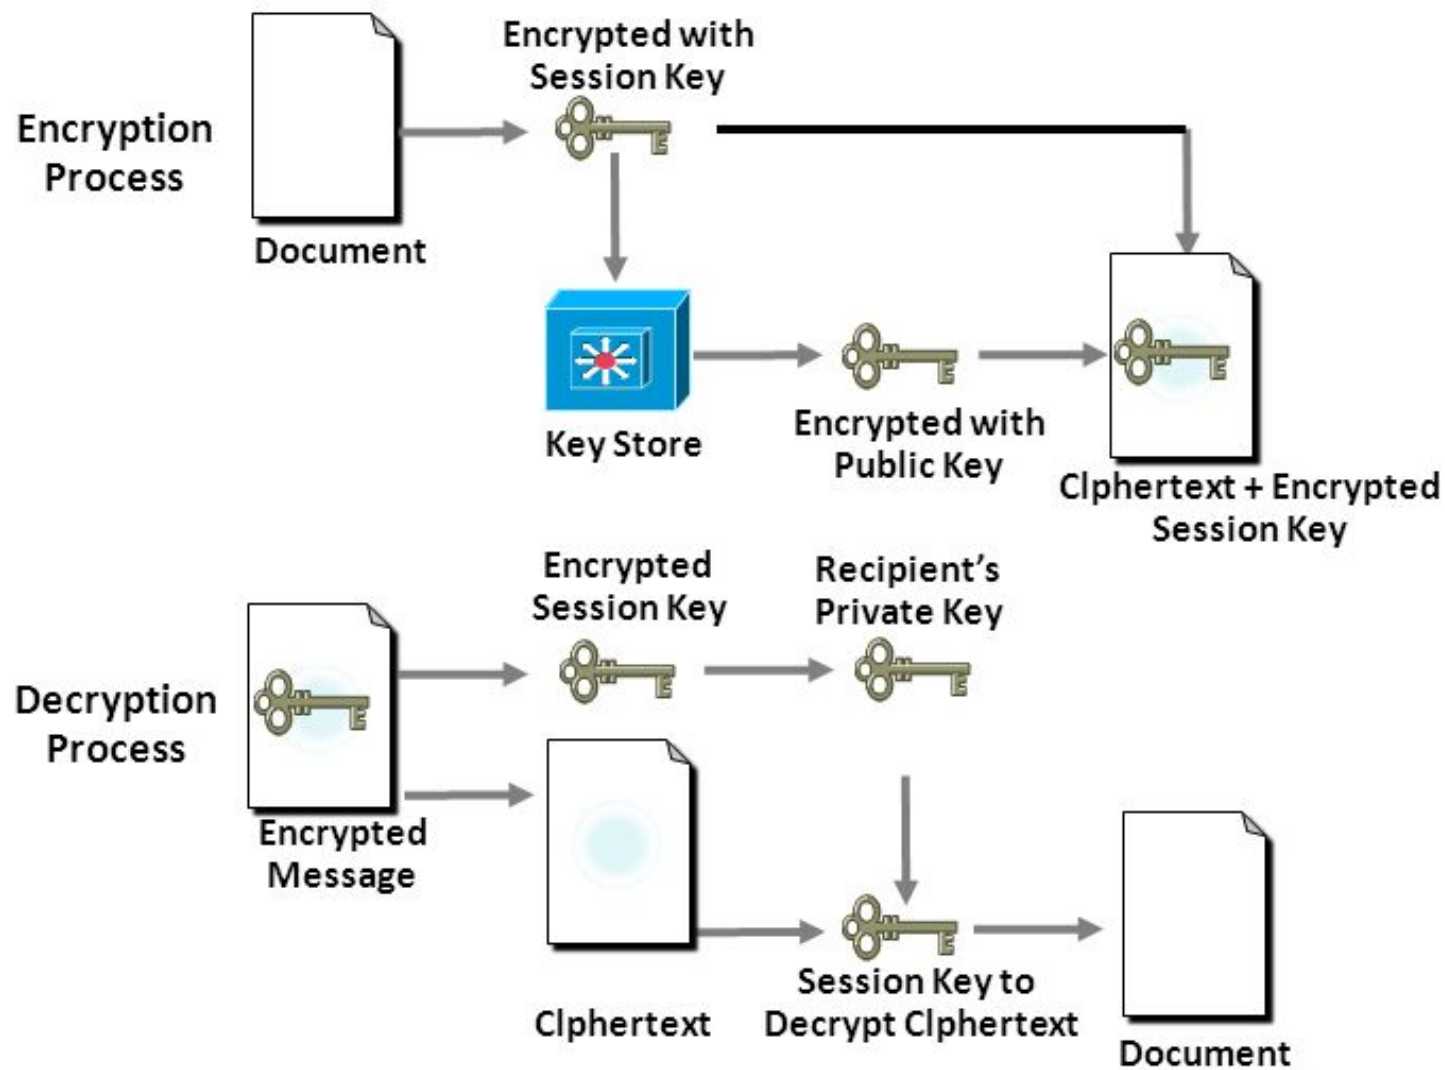 Encrypted with
Session Key
Encryption
Process
Document
Key Store
Encrypted with
Public Key
Clphertext + Encrypted
Session Key
Encrypted
Session Key
Recipient's
Private Key
Decryption
Process
Encrypted
Message
Clphertext
Session Key to
Decrypt Clphertext
Document